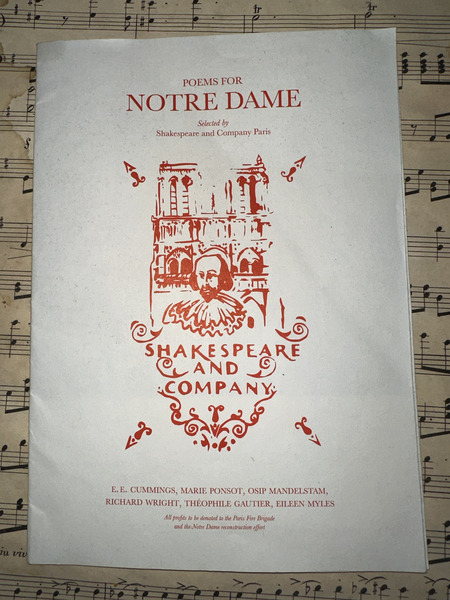 POEMS FOR
NOTRE DAME
Selected by
Shakespeare and Company Paris
SHAKESPEARE
AND
COMPANY
E. E. CUMMINGS, MARIE PONSOT, OSIP MANDELSTAM,
RICHARD WRIGHT, THÉOPHILE GAUTIER, EILEEN MYLES
All profits to be donated to the Paris Fire Brigade
and the Notre Dame reconstruction effort